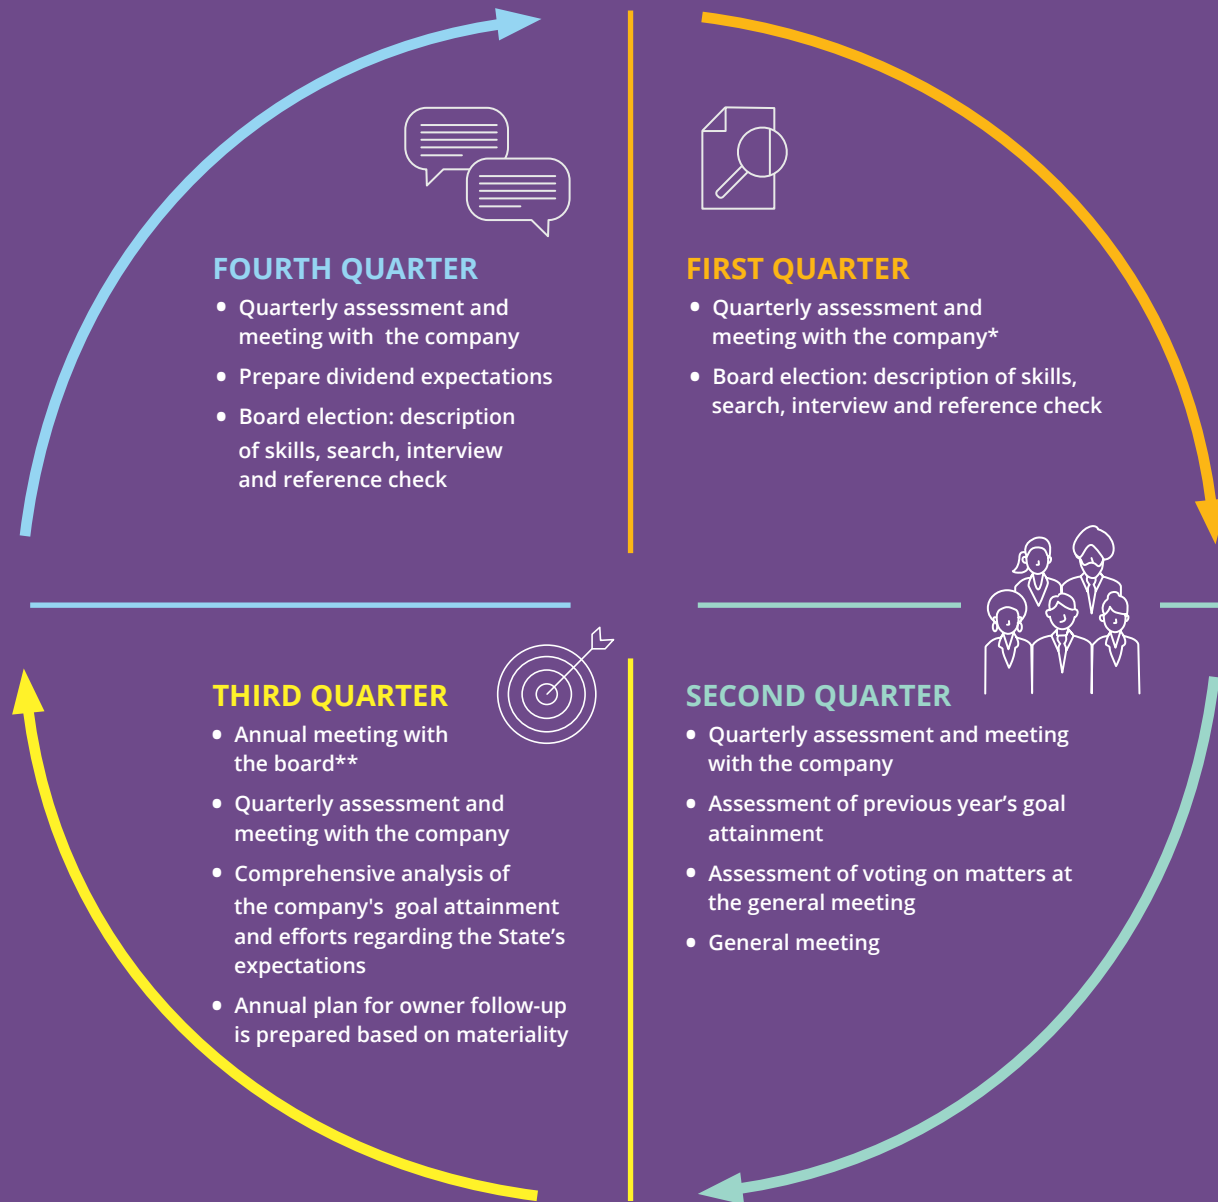 FOURTH QUARTER
• Quarterly assessment and
meeting with the company
• Prepare dividend expectations
• Board election: description
of skills, search, interview
and reference check
FIRST QUARTER
• Quarterly assessment and
meeting with the company*
• Board election: description of skills,
search, interview and reference check
THIRD QUARTER
• Annual meeting with
the board**
• Quarterly assessment and
meeting with the company
• Comprehensive analysis of
the company's goal attainment
and efforts regarding the State’s
expectations
• Annual plan for owner follow-up
is prepared based on materiality
SECOND QUARTER
• Quarterly assessment and meeting
with the company
• Assessment of previous year’s goal
attainment
• Assessment of voting on matters at
the general meeting
• General meeting